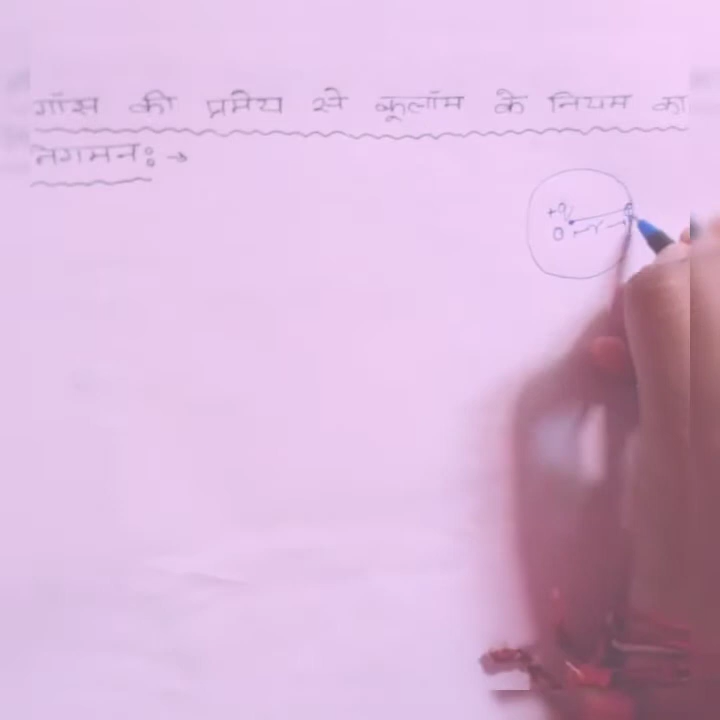 गॉस की प्रमेय से कूलॉम के नियम का
निगमन:→
+q
O r